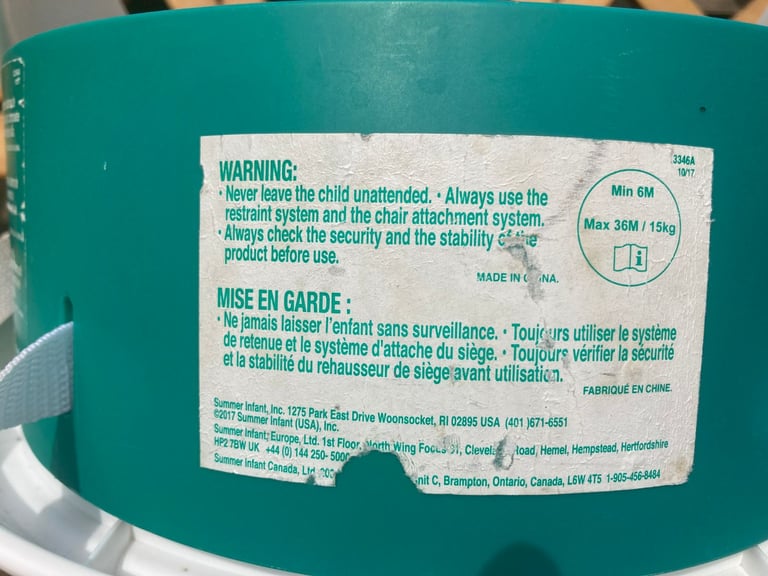 WARNING:
· Never leave the child unattended. · Always use the
restraint system and the chair attachment system.
· Always check the security and the stability of the
product before use.
MADE IN CHINA.
3346A
10/17
Min 6M
Max 36M / 15kg
MISE EN GARDE :
· Ne jamais laisser l'enfant sans surveillance. · Toujours utiliser le système
de retenue et le système d'attache du siège. · Toujours vérifier la sécurité
et la stabilité du rehausseur de siège avant utilisation.
FABRIQUÉ EN CHINE.
Summer Infant, Inc. 1275 Park East Drive Woonsocket, RI 02895 USA (401 )671-6551
©2017 Summer Infant (USA), Inc.
Summer Infant, Europe, Ltd. 1st Floor, North Wing Focus 31, Hemel, Hempstead, Hertfordshire
HP2 7BW UK +44 (0) 144 250- 5000
Summer Infant Canada, Ltd. C, Brampton, Ontario, Canada, L6W 4T5 1-905-456-8484